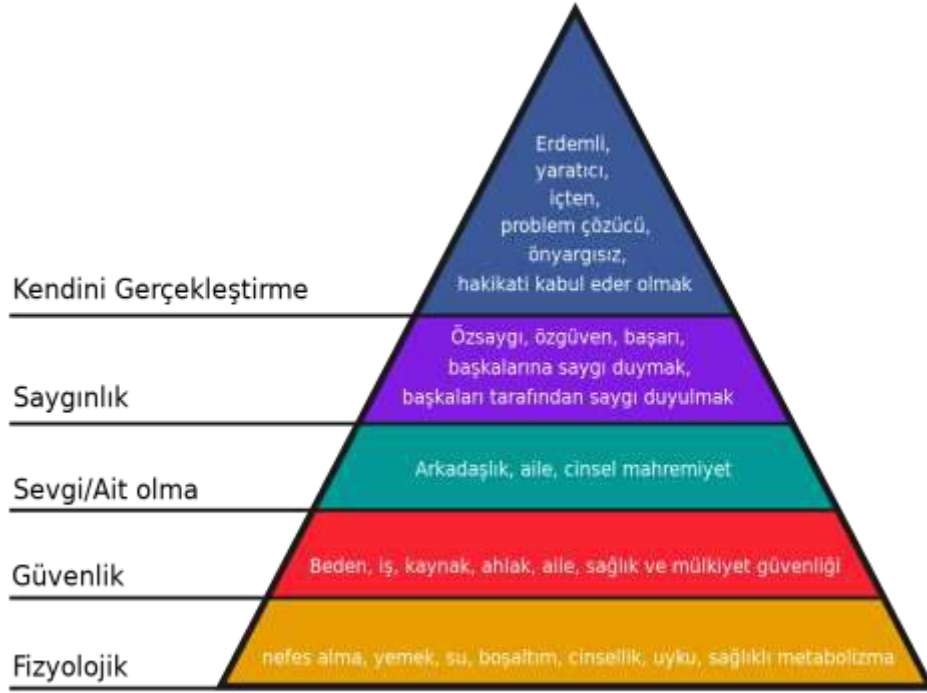 Erdemli,
yaratıcı,
içten,
problem çözücü,
önyargısız,
hakikati kabul eder olmak
Kendini Gerçekleştirme
Özsaygı, özgüven, başarı,
başkalarına saygı duymak,
başkaları tarafından saygı duyulmak
Saygınlık
Arkadaşlık, aile, cinsel mahremiyet
Sevgi/Ait olma
Beden, iş, kaynak, ahlak, aile, sağlık ve mülkiyet güvenliği
Güvenlik
nefes alma, yemek, su, boşaltım, cinsellik, uyku, sağlıklı metabolizma
Fizyolojik